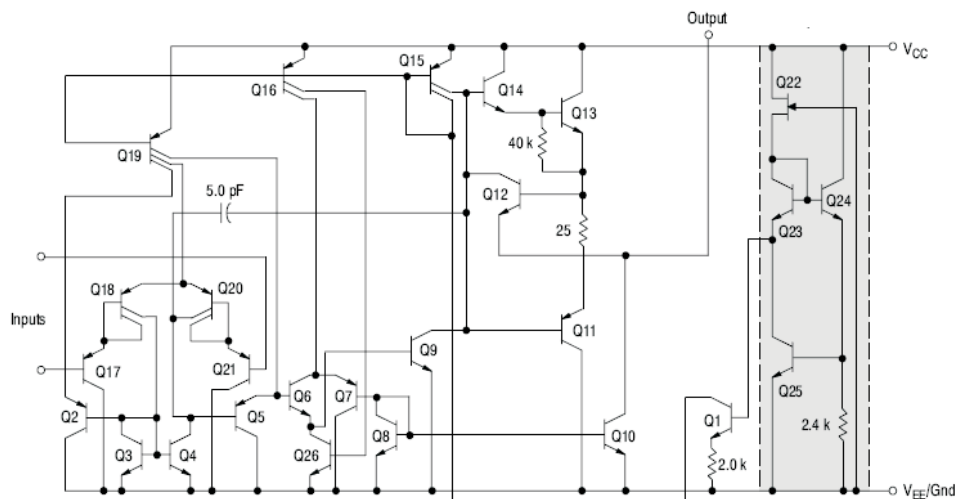 Output
V_CC
Q15
Q22
Q16
Q14
Q13
Q19
40 k
5.0 pF
Q12
Q24
Q23
25
Q18
Q20
Inputs
Q11
Q9
Q17
Q21
Q25
Q2
Q5
Q6
Q7
Q1
2.4 k
Q3
Q4
Q26
Q8
Q10
2.0 k
V_EE/Gnd